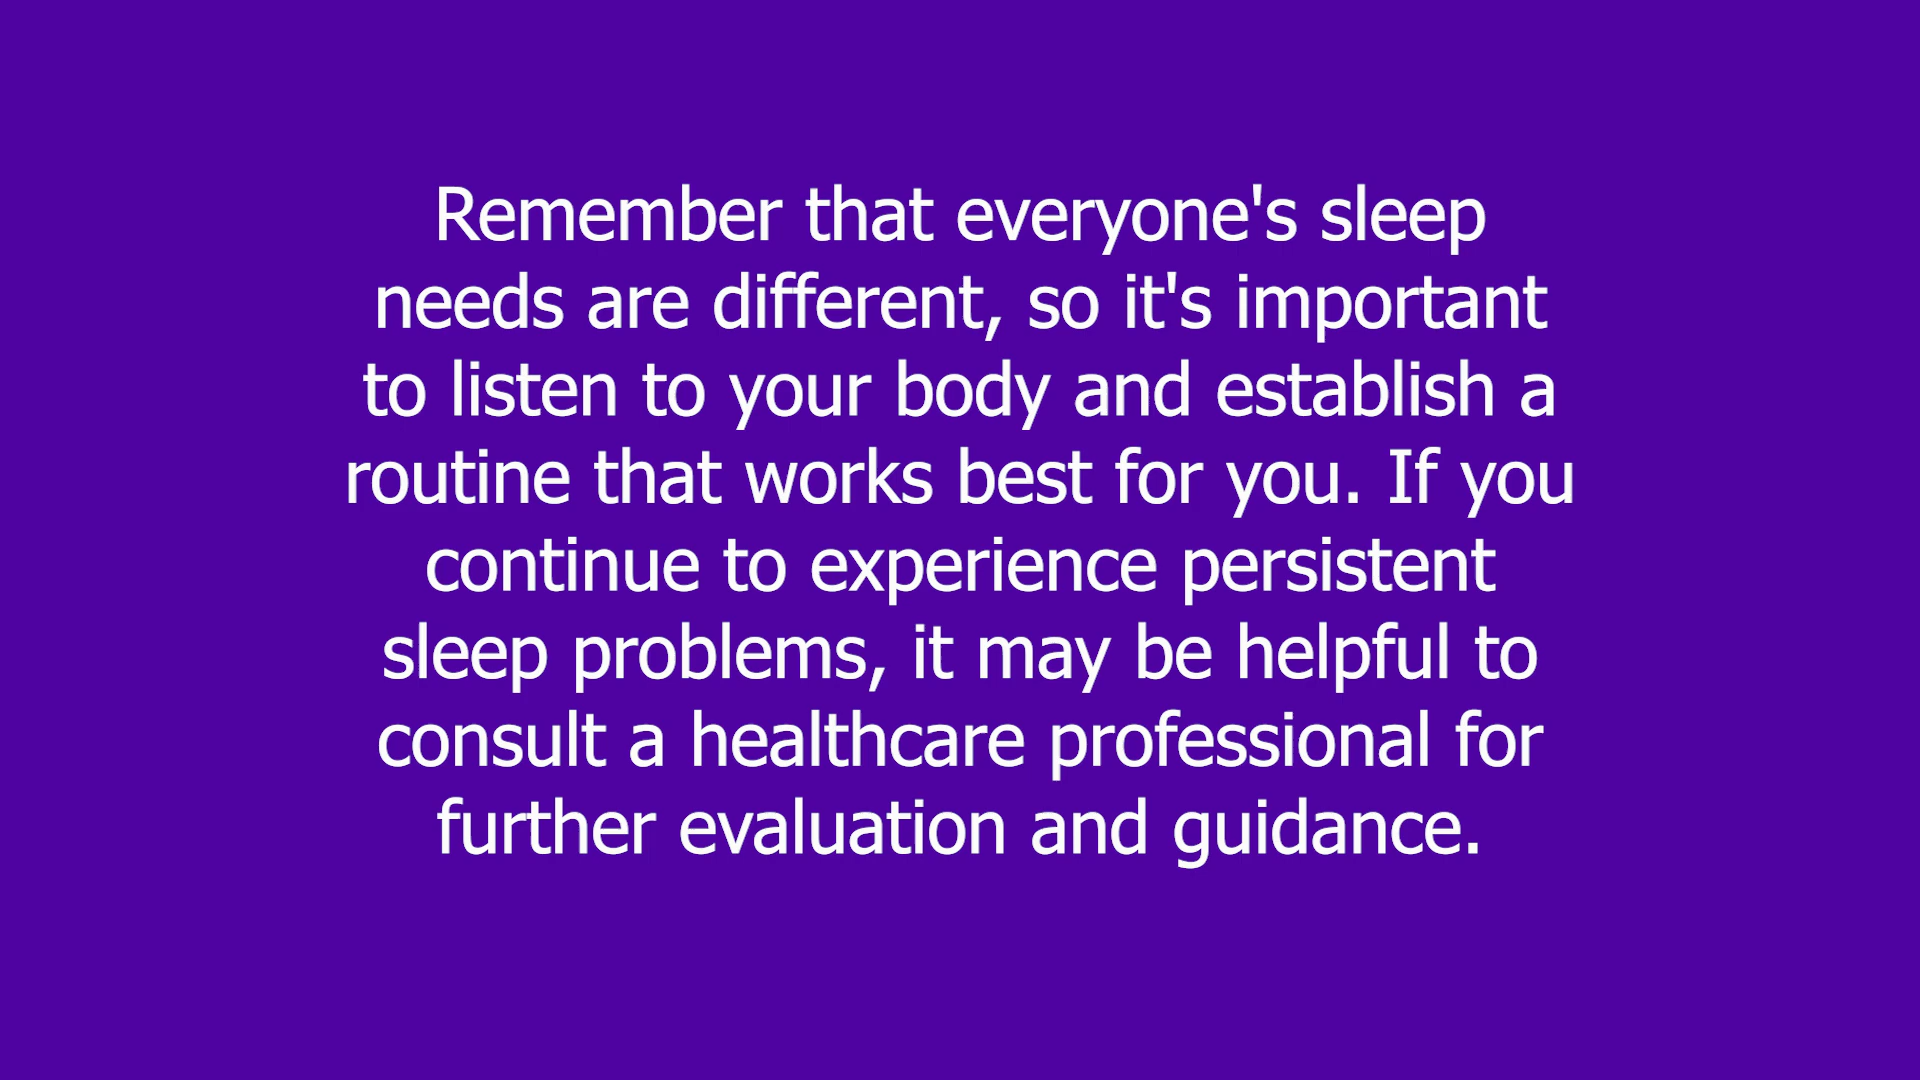 Remember that everyone's sleep
needs are different, so it's important
to listen to your body and establish a
routine that works best for you. If you
continue to experience persistent
sleep problems, it may be helpful to
consult a healthcare professional for
further evaluation and guidance.